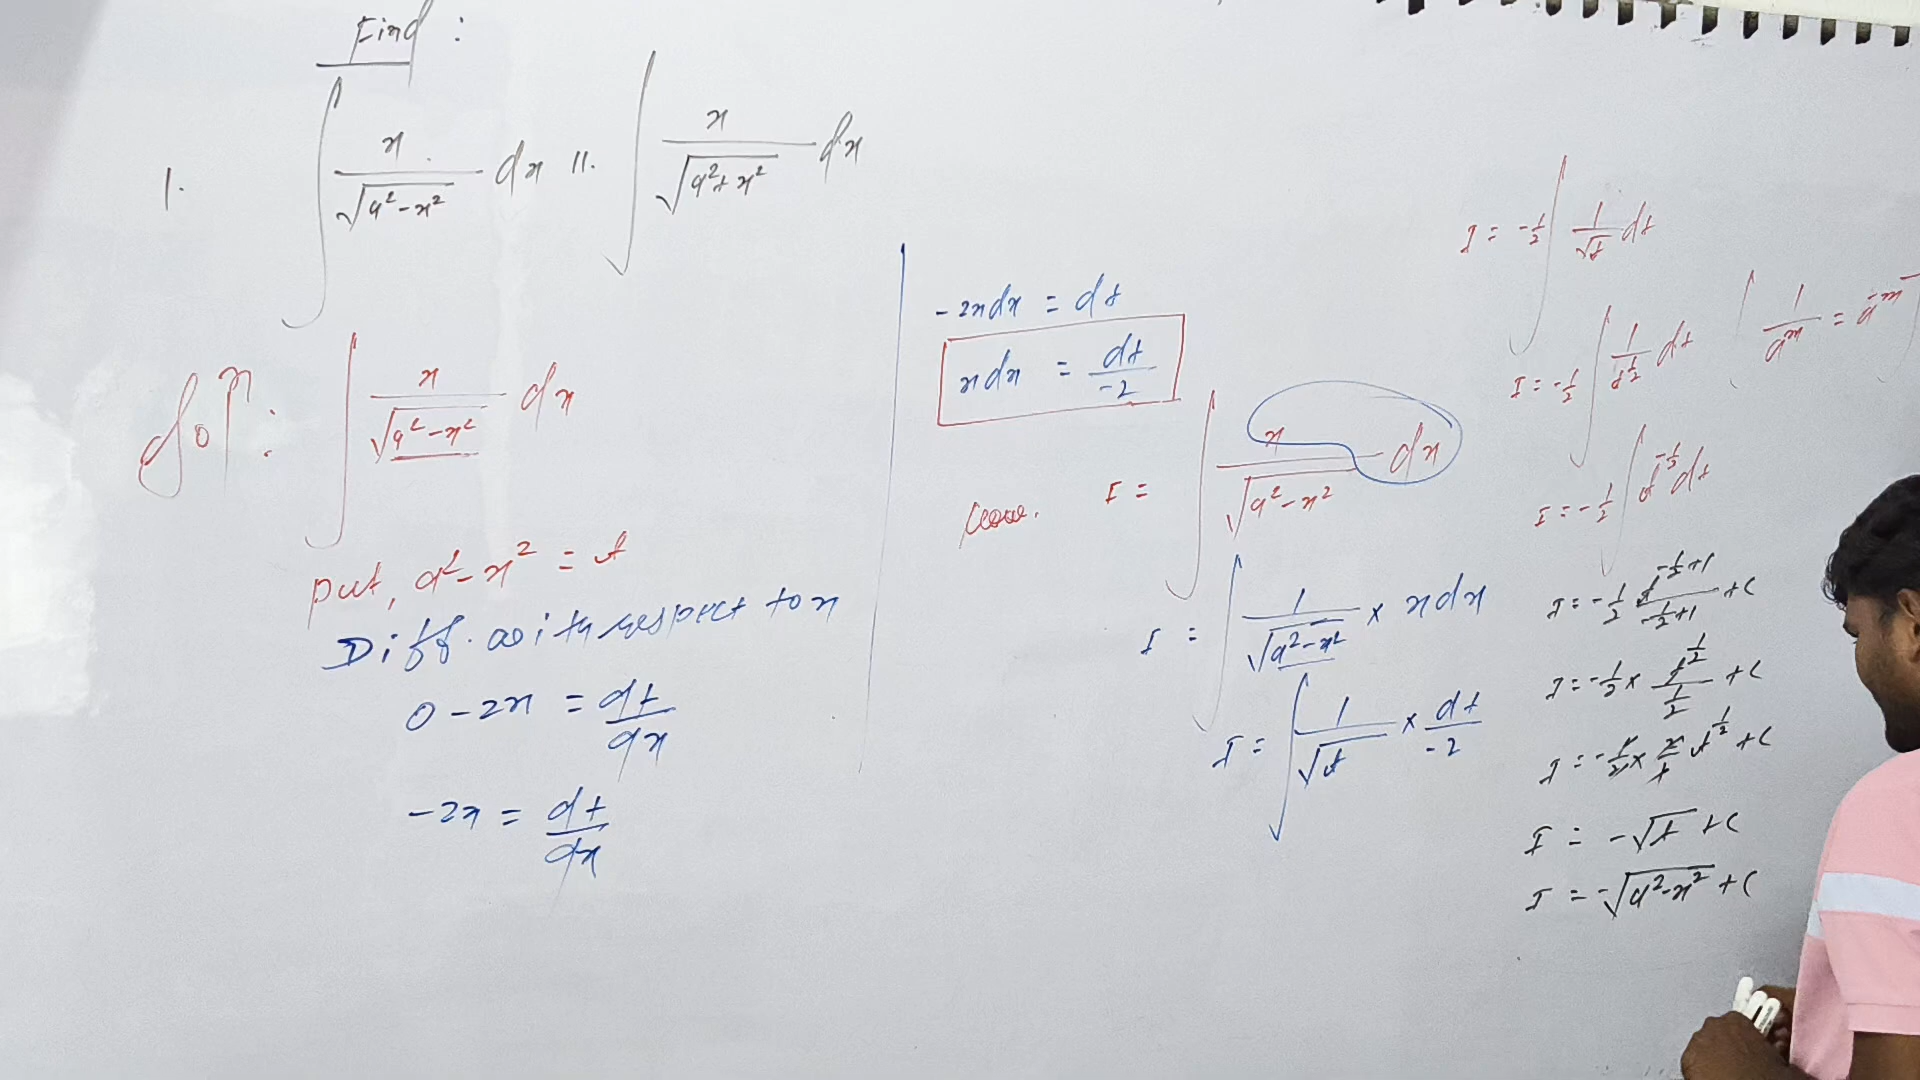 Find :
I. ∫ x/√(a²-x²) dx II. ∫ x/√(a²+x²) dx
Solⁿ: ∫ x/√(a²-x²) dx
put, a²-x² = t
Diff. with respect to x
0 - 2x = dt/dx
-2x = dt/dx
-2xdx = dt
xdx = dt/-2
Now. I = ∫ x/√(a²-x²) dx
I = ∫ 1/√(a²-x²) × xdx
I = ∫ 1/√t × dt/-2
I = -1/2 ∫ 1/√t dt
I = -1/2 ∫ 1/t^(1/2) dt ( 1/a^m = a^-m )
I = -1/2 ∫ t^(-1/2) dt
I = -1/2 t^(-1/2+1)/(-1/2+1) + c
I = -1/2 × t^(1/2)/(1/2) + c
I = -1/2 × 2/1 t^(1/2) + c
I = -√t + c
I = -√(a²-x²) + c